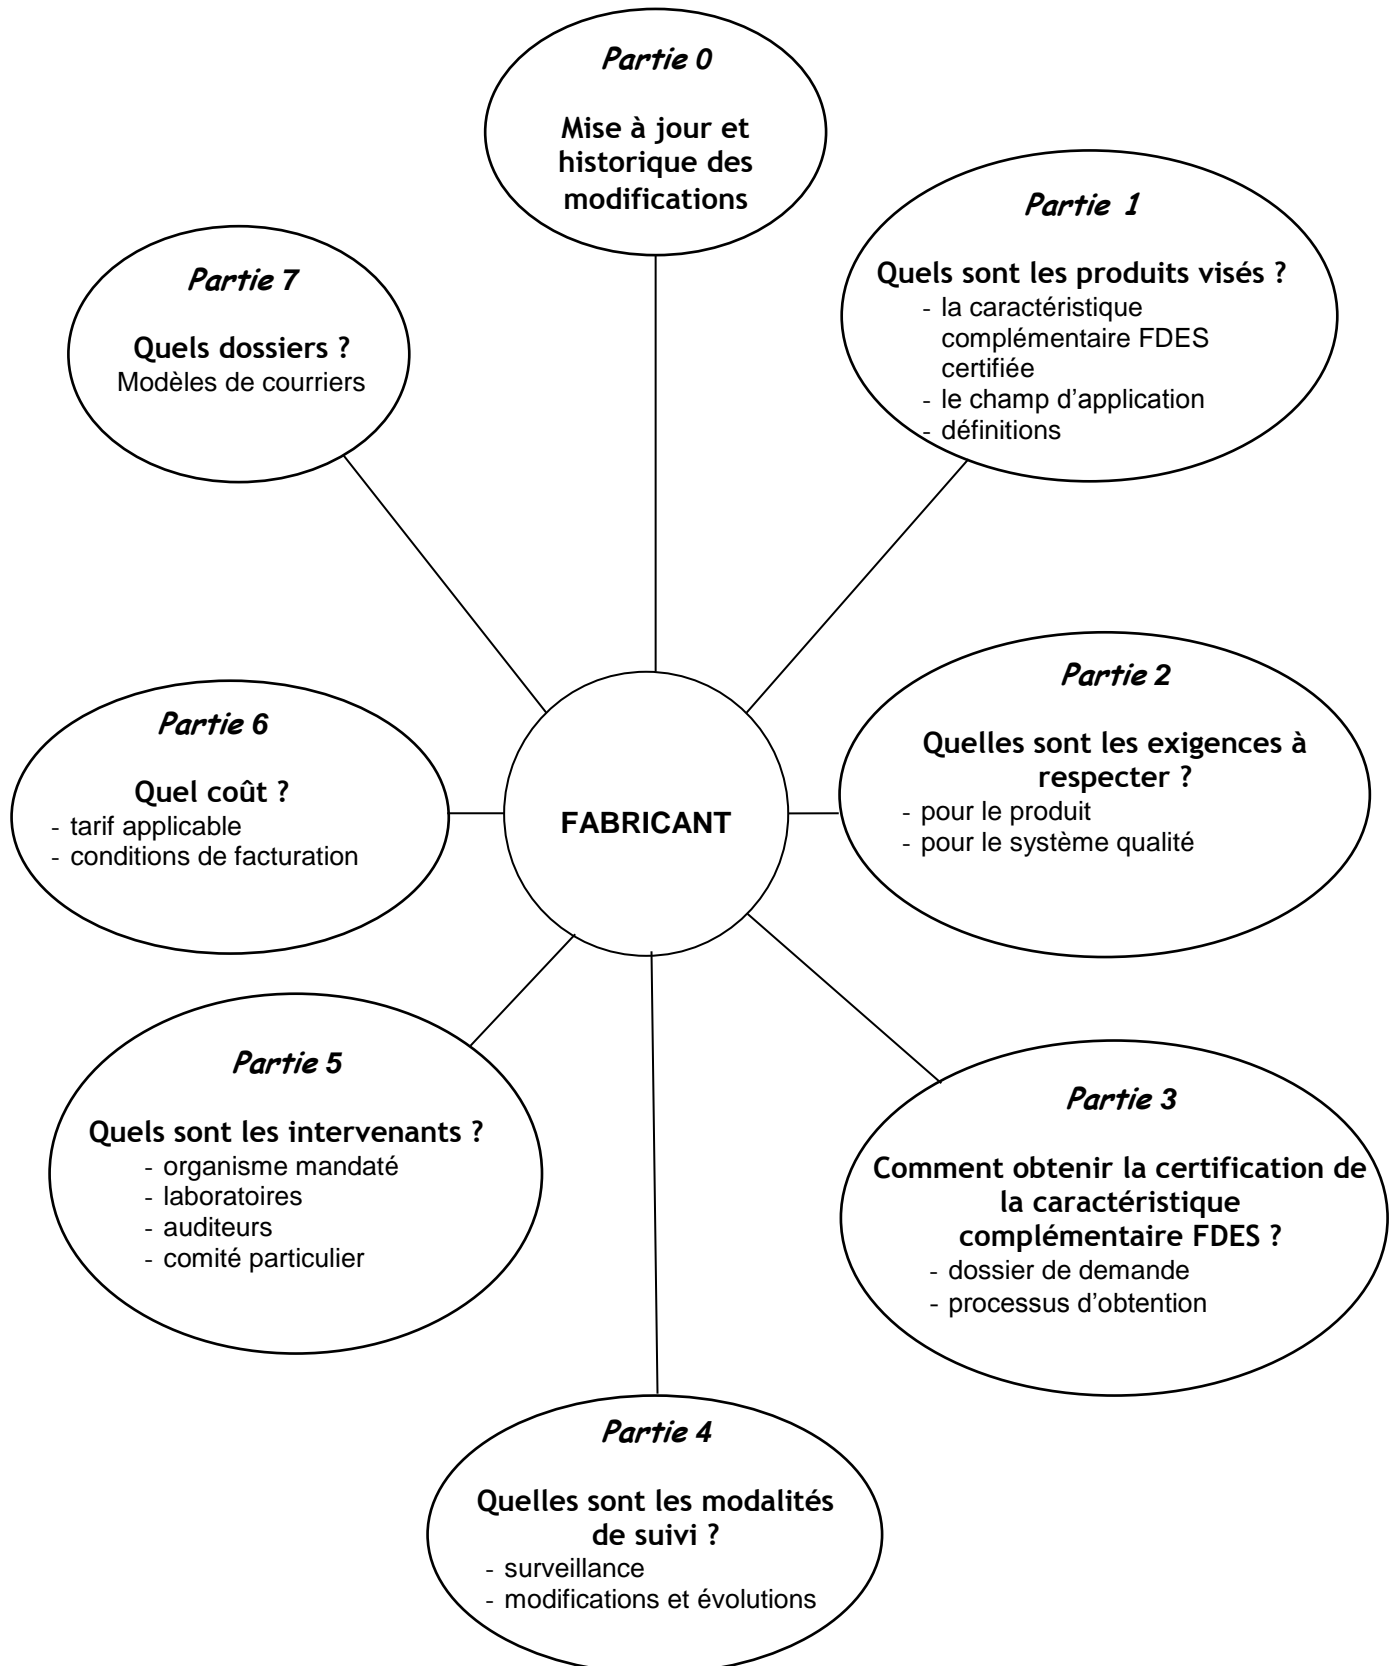 Partie 0
Mise à jour et
historique des
modifications
Partie 1
Quels sont les produits visés ?
- la caractéristique
complémentaire FDES
certifiée
- le champ d'application
- définitions
Partie 7
Quels dossiers ?
Modèles de courriers
Partie 2
Quelles sont les exigences à
respecter ?
- pour le produit
- pour le système qualité
Partie 6
Quel coût ?
- tarif applicable
- conditions de facturation
FABRICANT
Partie 5
Quels sont les intervenants ?
- organisme mandaté
- laboratoires
- auditeurs
- comité particulier
Partie 3
Comment obtenir la certification de
la caractéristique
complémentaire FDES ?
- dossier de demande
- processus d'obtention
Partie 4
Quelles sont les modalités
de suivi ?
- surveillance
- modifications et évolutions